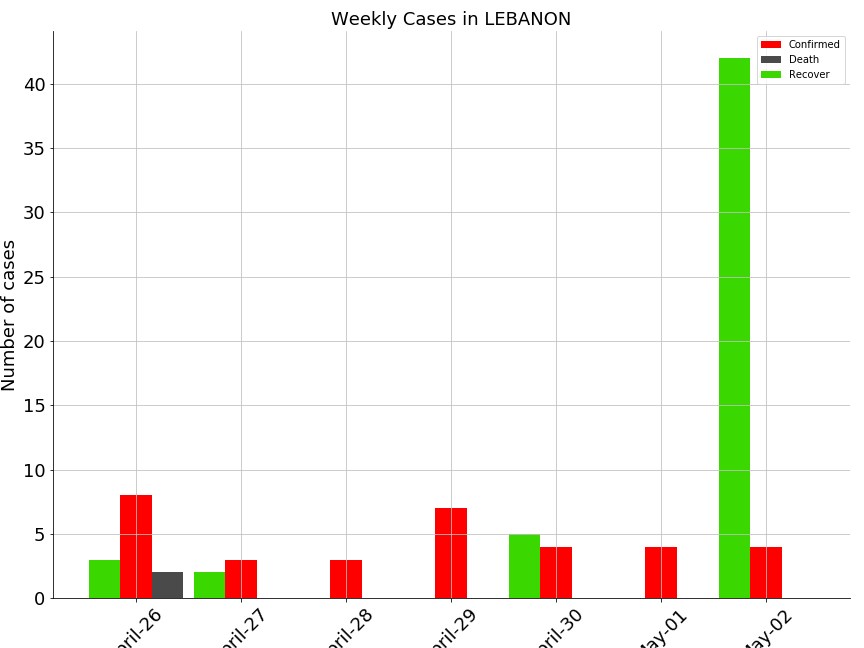 Weekly Cases in LEBANON
Confirmed
Death
Recover
Number of cases
40
35
30
25
20
15
10
5
0
pril-26
pril-27
pril-28
pril-29
pril-30
May-01
May-02